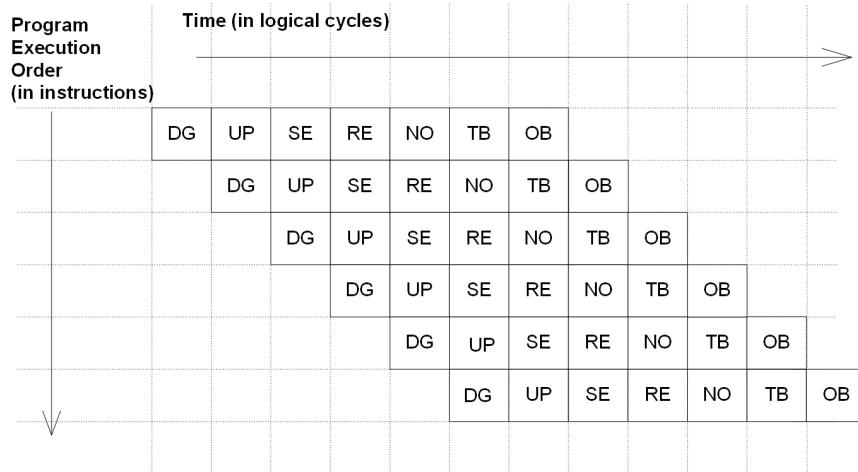 Program
Execution
Order
(in instructions)
Time (in logical cycles)
DG UP SE RE NO TB OB
DG UP SE RE NO TB OB
DG UP SE RE NO TB OB
DG UP SE RE NO TB OB
DG UP SE RE NO TB OB
DG UP SE RE NO TB OB